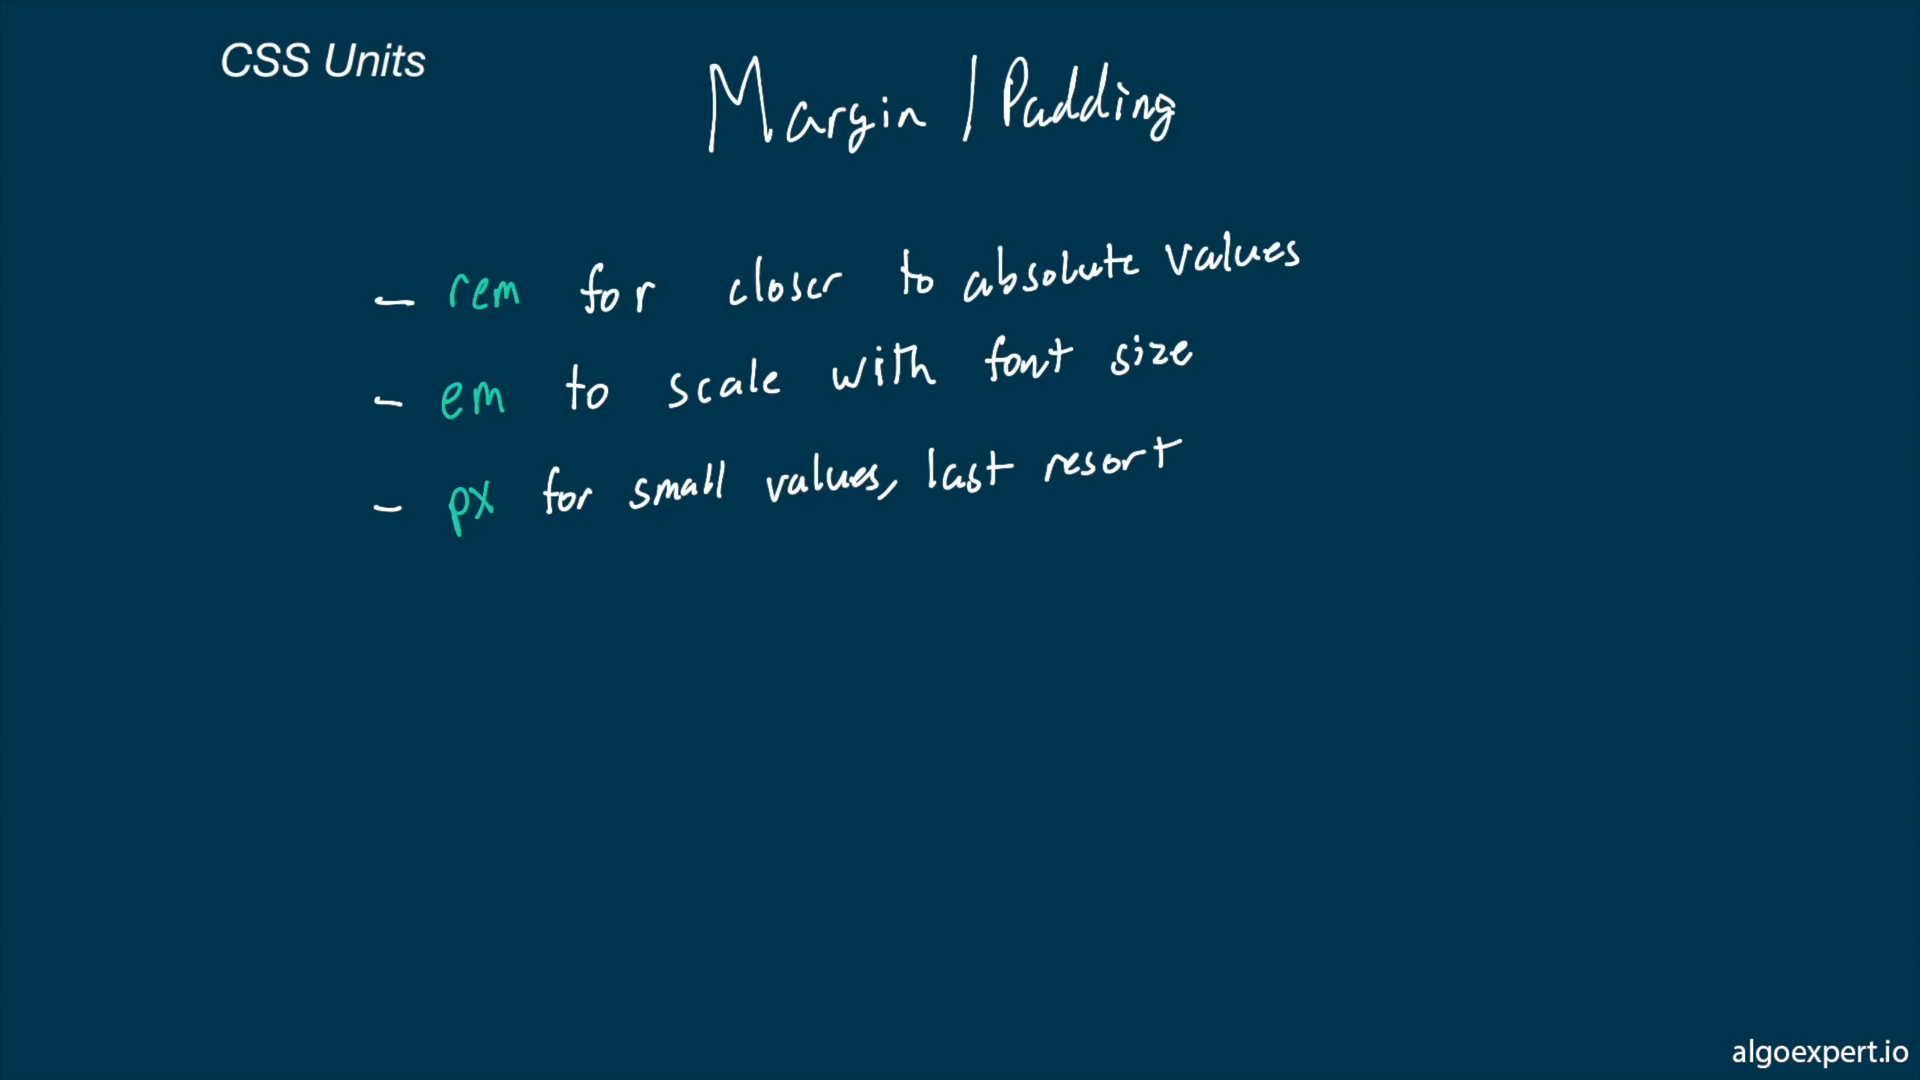 CSS Units
Margin / Padding
- rem for closer to absolute values
- em to scale with font size
- px for small values, last resort
algoexpert.io